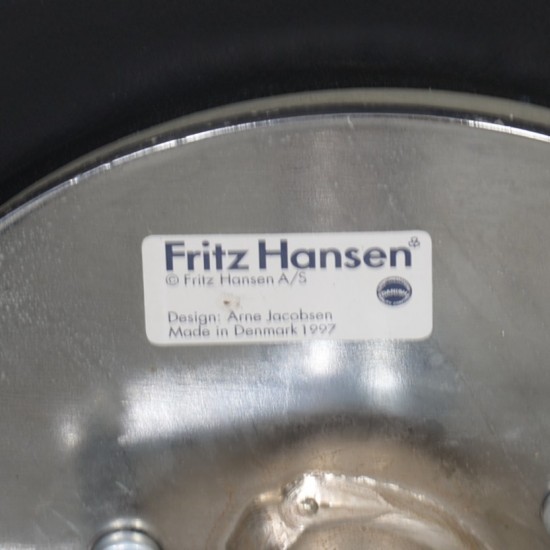 Fritz Hansen
© Fritz Hansen A/S
Design: Arne Jacobsen
Made in Denmark 1997